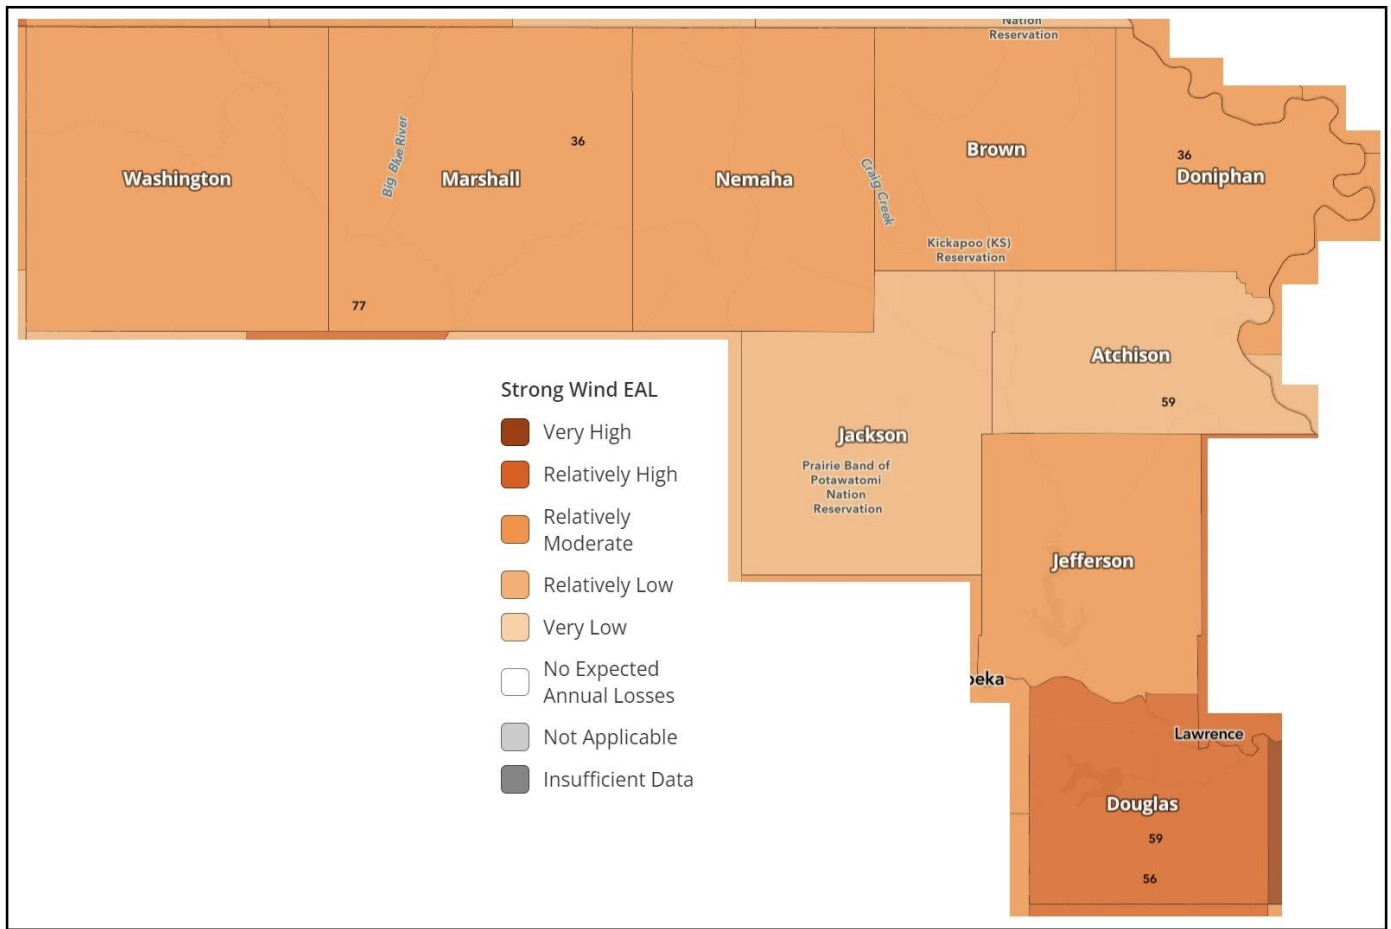 Nation
Reservation
Big Blue River
36
Brown
36
Washington
Marshall
Nemaha
Craig Creek
Doniphan
Kickapoo (KS)
Reservation
77
Atchison
59
Jackson
Prairie Band of
Potawatomi
Nation
Reservation
Jefferson
Strong Wind EAL
Very High
Relatively High
Relatively
Moderate
Relatively Low
Very Low
No Expected
Annual Losses
Not Applicable
Insufficient Data
peka
Lawrence
Douglas
59
56